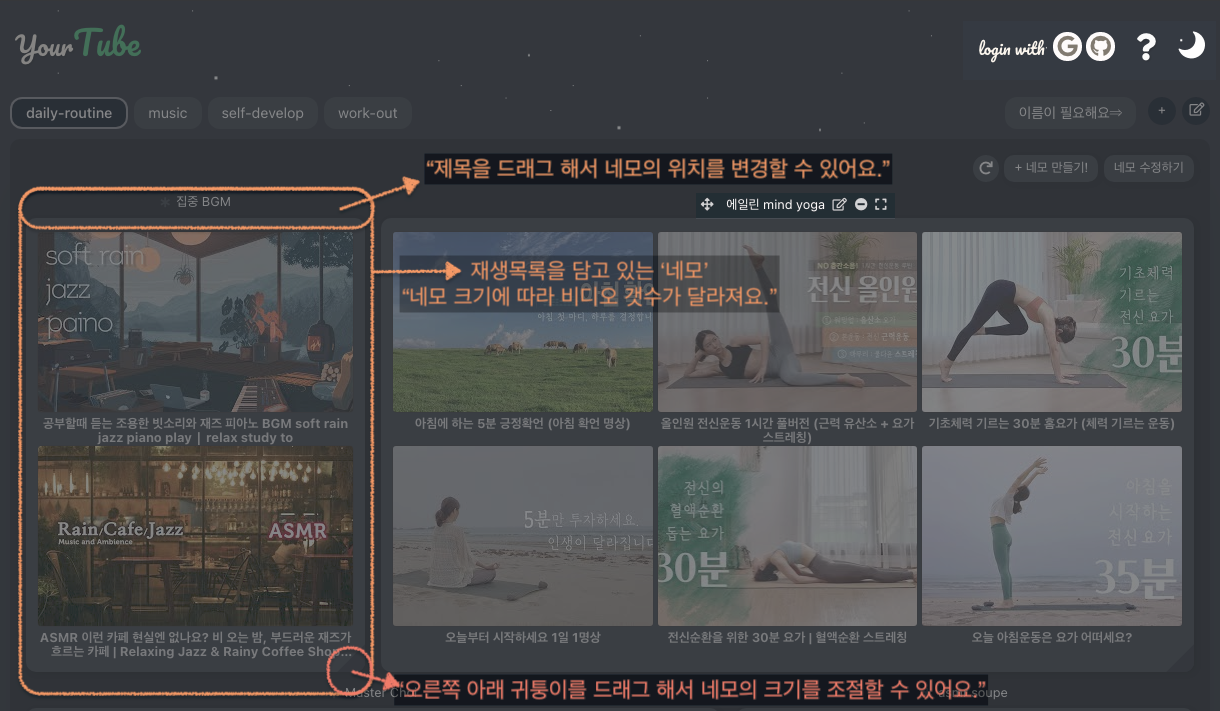 YourTube
login with
daily-routine
music
self-develop
work-out
이름이 필요해요⇒
+
+ 네모 만들기!
네모 수정하기
“제목을 드래그 해서 네모의 위치를 변경할 수 있어요.”
집중 BGM
에일린 mind yoga
재생목록을 담고 있는 ‘네모’
“네모 크기에 따라 비디오 갯수가 달라져요.”
soft rain
jazz
paino
아침 첫 마디, 하루를 결정합니
NO 층간소음!
전신 올인원
기초체력
기르는
전신 요가
30분
공부할때 듣는 조용한 빗소리와 재즈 피아노 BGM soft rain
jazz piano play | relax study to
아침에 하는 5분 긍정확언 (아침 확언 명상)
올인원 전신운동 1시간 풀버전 (근력 유산소 + 요가
스트레칭)
기초체력 기르는 30분 홈요가 (체력 기르는 운동)
Rain/Cafe/Jazz
Music and Ambience
ASMR
5분만 투자하세요
인생이 달라집니다
전신의
혈액순환
돕는 요가
30분
아침을
시작하는
전신 요가
35분
ASMR 이런 카페 현실엔 없나요? 비 오는 밤, 부드러운 재즈가
흐르는 카페 | Relaxing Jazz & Rainy Coffee Shop...
오늘부터 시작하세요 1일 1명상
전신순환을 위한 30분 요가 | 혈액순환 스트레칭
오늘 아침운동은 요가 어떠세요?
“오른쪽 아래 귀퉁이를 드래그 해서 네모의 크기를 조절할 수 있어요.”
Master
soupe